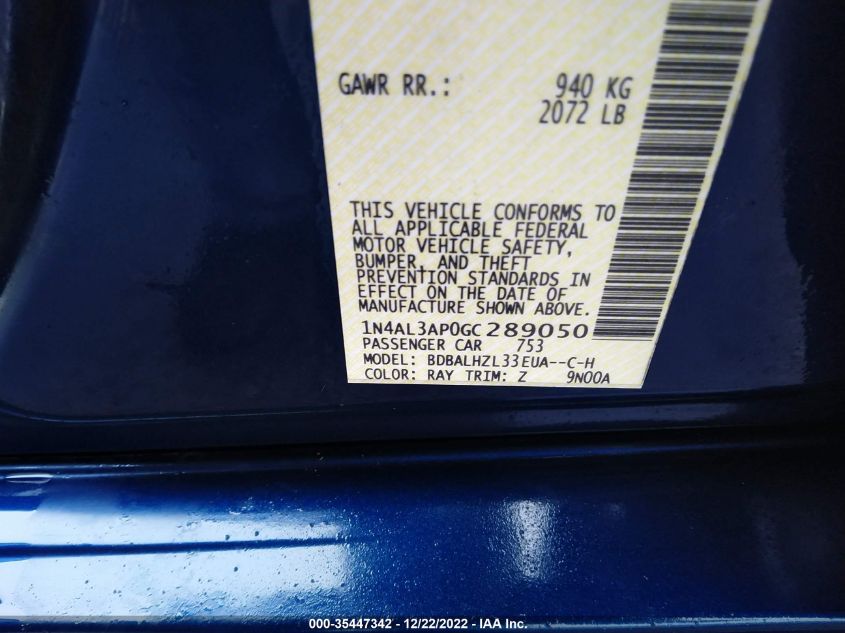 GAWR RR.: 940 KG
2072 LB
THIS VEHICLE CONFORMS TO
ALL APPLICABLE FEDERAL
MOTOR VEHICLE SAFETY,
BUMPER, AND THEFT
PREVENTION STANDARDS IN
EFFECT ON THE DATE OF
MANUFACTURE SHOWN ABOVE.
1N4AL3AP0GC289050
PASSENGER CAR 753
MODEL: BDBALHZL33EUA--C-H
COLOR: RAY TRIM: Z 9N00A
000-35447342 - 12/22/2022 - IAA Inc.